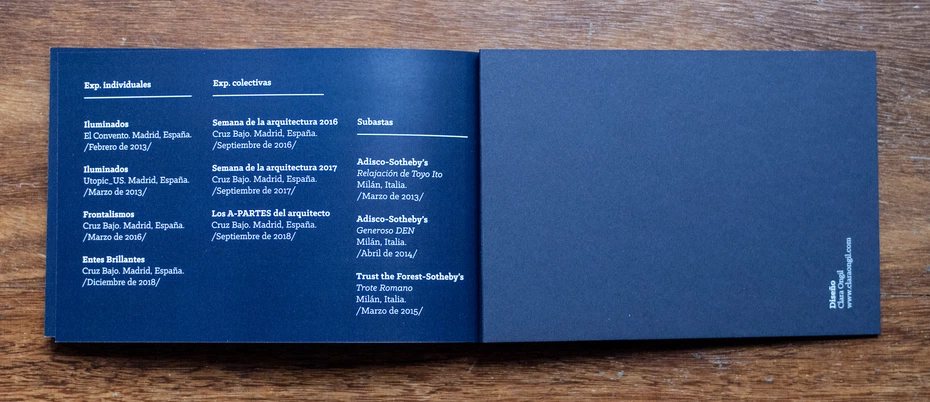 Exp. individuales
Iluminados
El Convento. Madrid, España.
/Febrero de 2013/
Iluminados
Utopic_US. Madrid, España.
/Marzo de 2013/
Frontalismos
Cruz Bajo. Madrid, España.
/Marzo de 2016/
Entes Brillantes
Cruz Bajo. Madrid, España.
/Diciembre de 2018/
Exp. colectivas
Semana de la arquitectura 2016
Cruz Bajo. Madrid, España.
/Septiembre de 2016/
Semana de la arquitectura 2017
Cruz Bajo. Madrid, España.
/Septiembre de 2017/
Los A-PARTES del arquitecto
Cruz Bajo. Madrid, España.
/Septiembre de 2018/
Subastas
Adisco-Sotheby's
Relajación de Toyo Ito
Milán, Italia.
/Marzo de 2013/
Adisco-Sotheby's
Generoso DEN
Milán, Italia.
/Abril de 2014/
Trust the Forest-Sotheby's
Trote Romano
Milán, Italia.
/Marzo de 2015/
Diseño
Clara Ongil
www.claraongil.com